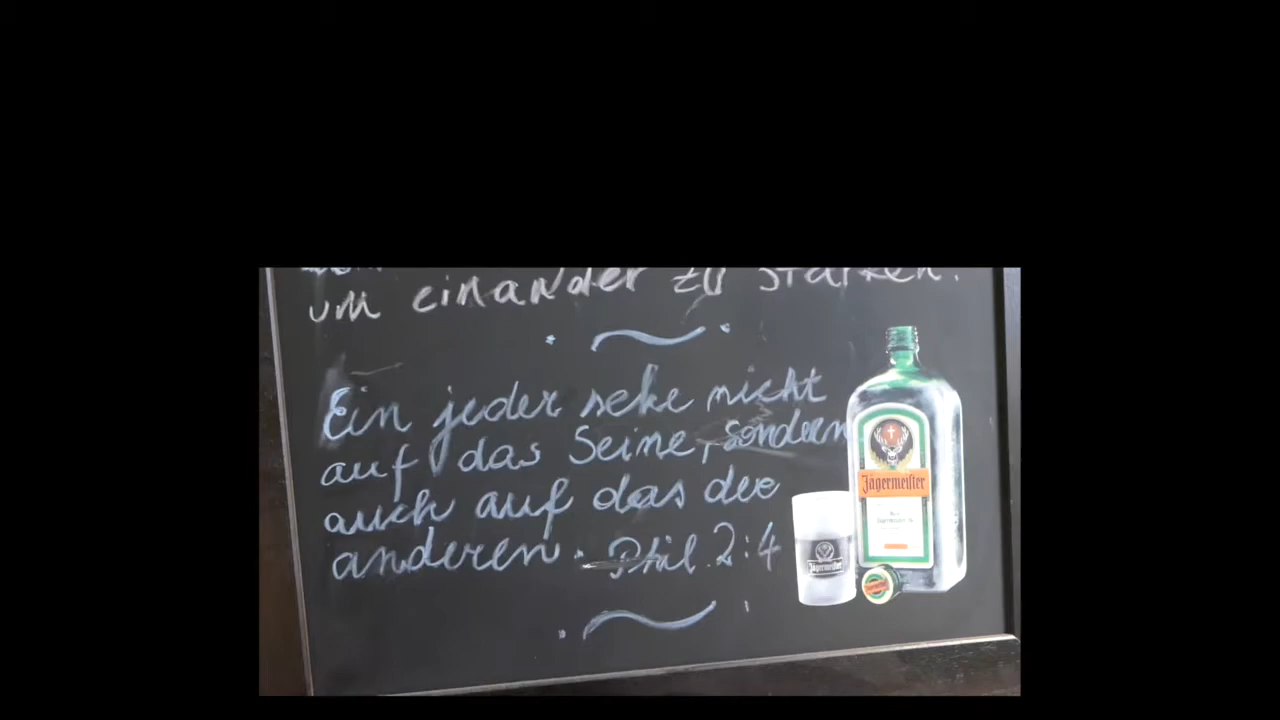 um einander zu stärken.
Ein jeder sehe nicht
auf das Seine, sondern
auch auf das der
anderen. Phil. 2:4
Jägermeister
Jägermeister